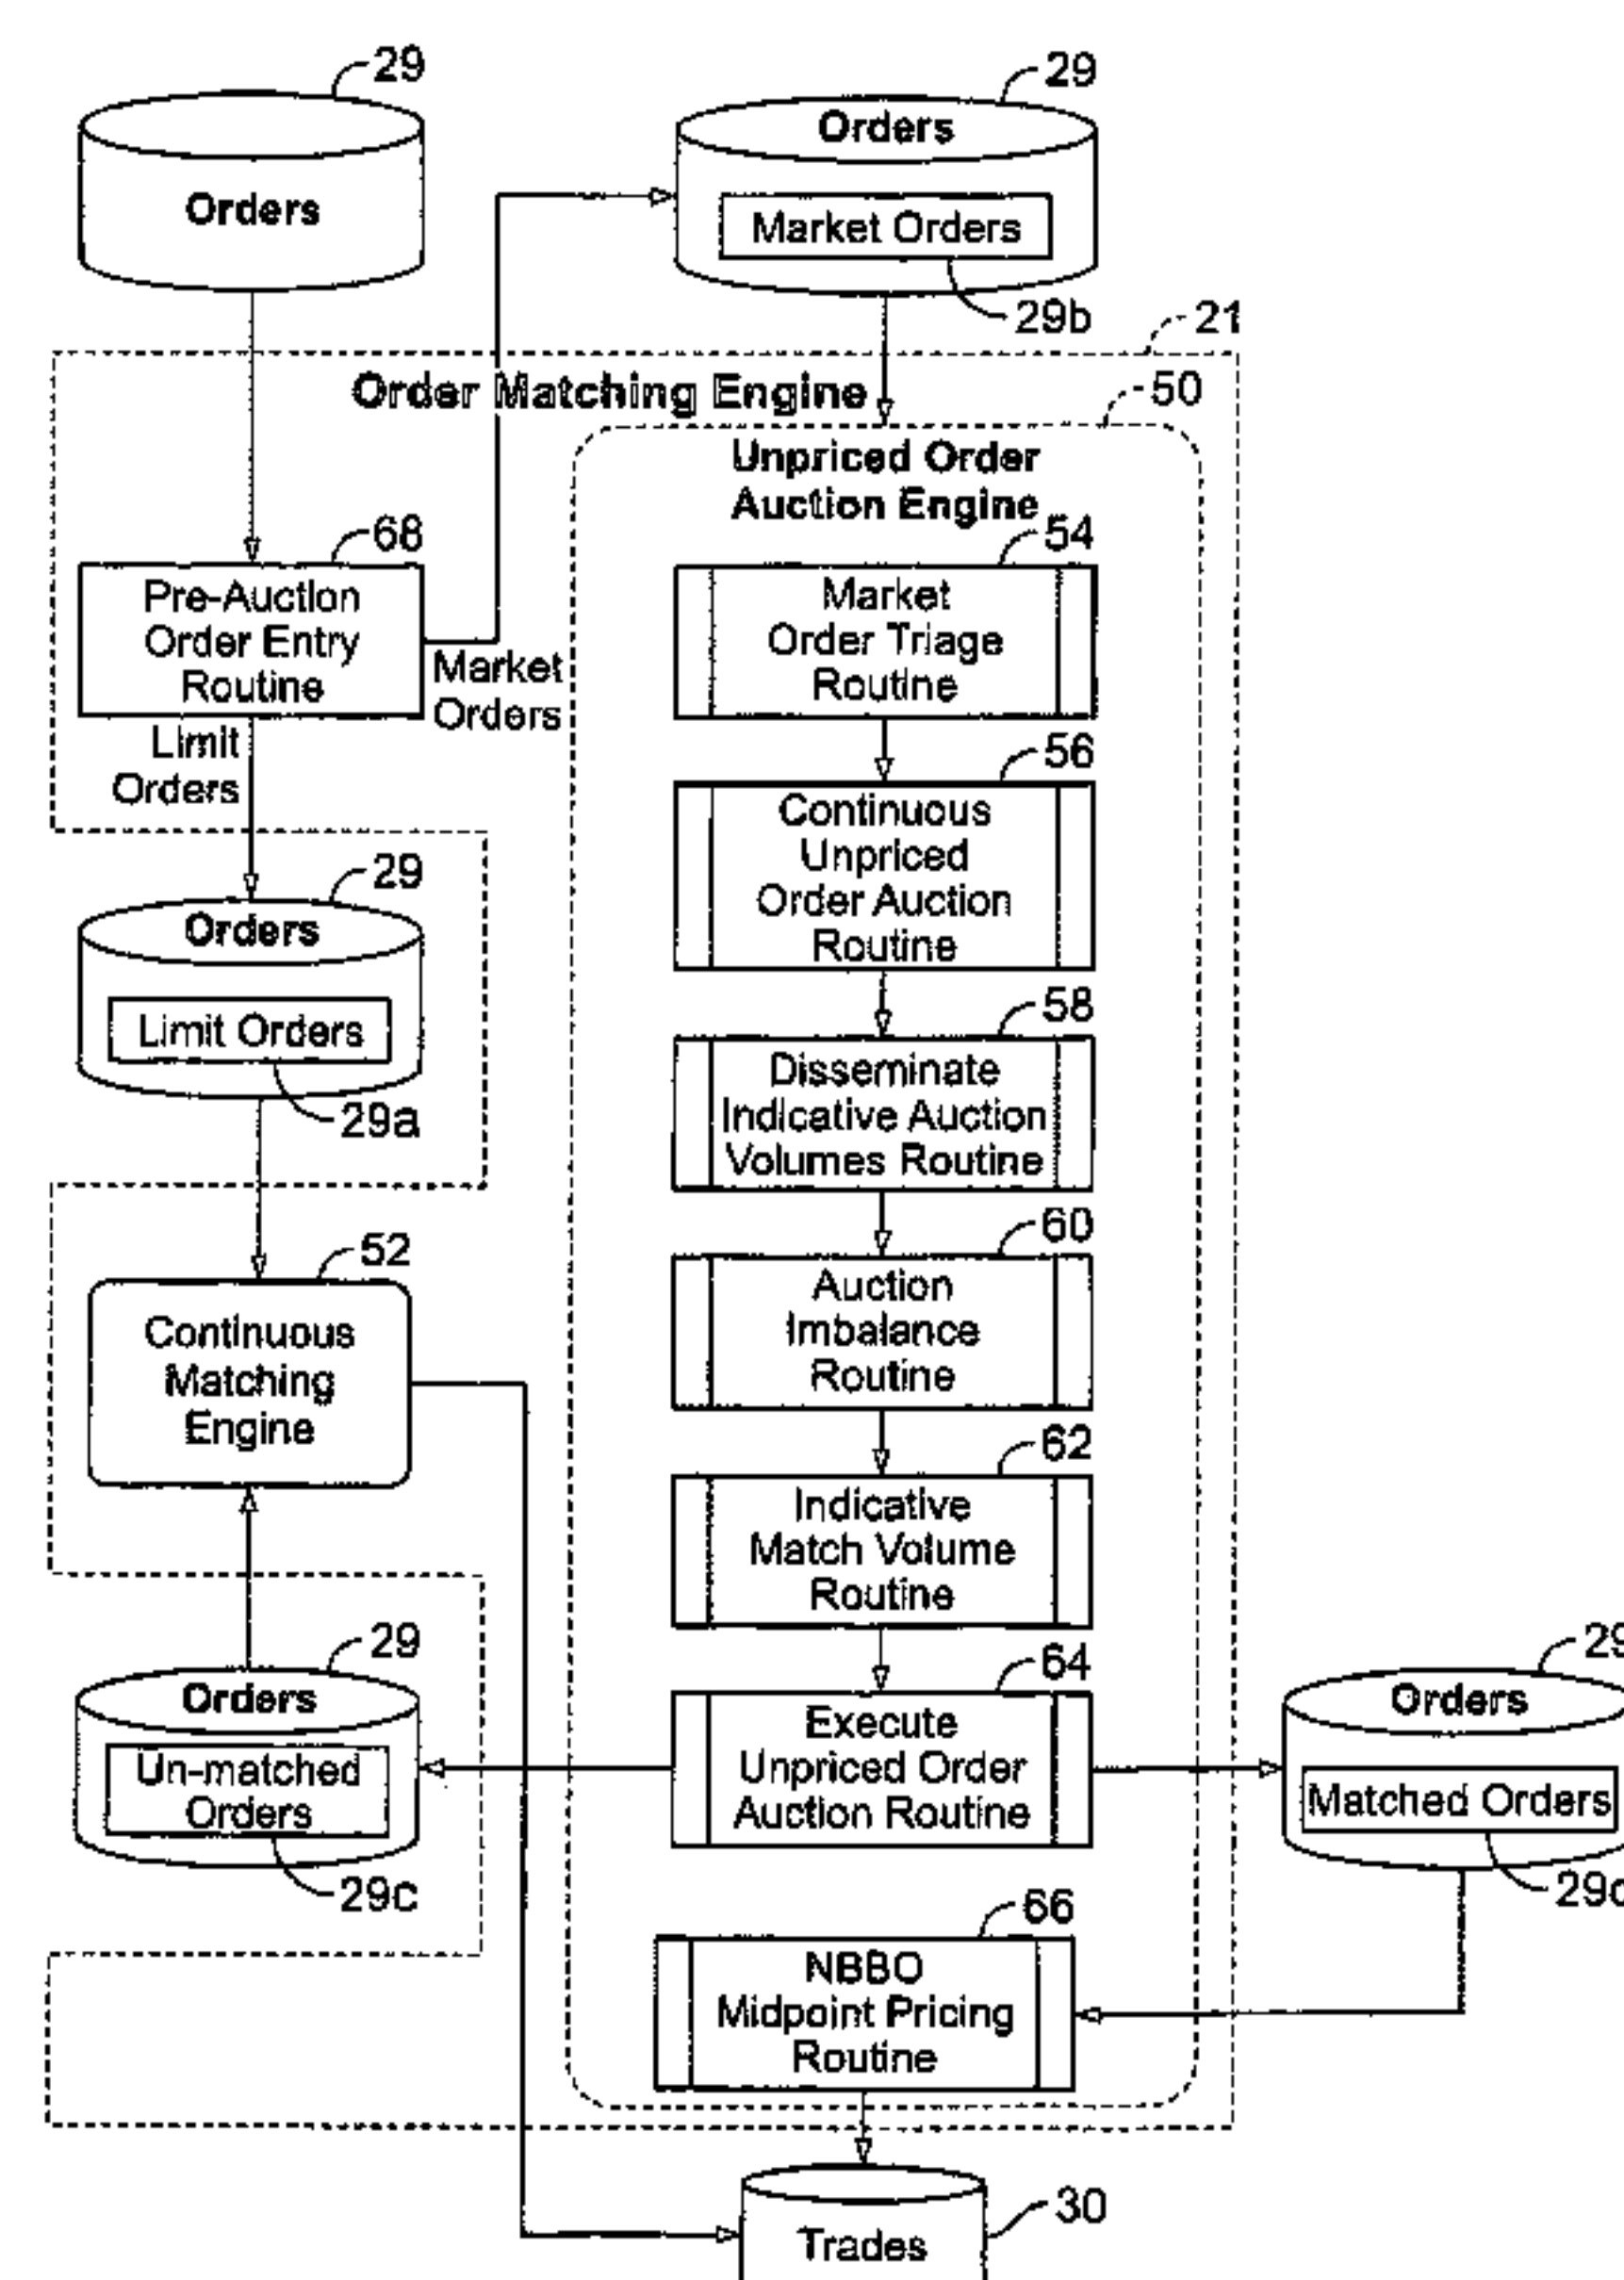 29
Orders
29
Orders
Market Orders
29b
21
Order Matching Engine
50
Unpriced Order
Auction Engine
68
Pre-Auction
Order Entry
Routine
Market
Orders
Limit
Orders
54
Market
Order Triage
Routine
56
Continuous
Unpriced
Order Auction
Routine
29
Orders
Limit Orders
29a
58
Disseminate
Indicative Auction
Volumes Routine
52
Continuous
Matching
Engine
60
Auction
Imbalance
Routine
62
Indicative
Match Volume
Routine
29
Orders
Un-matched
Orders
29c
64
Execute
Unpriced Order
Auction Routine
29
Orders
Matched Orders
66
NBBO
Midpoint Pricing
Routine
30
Trades